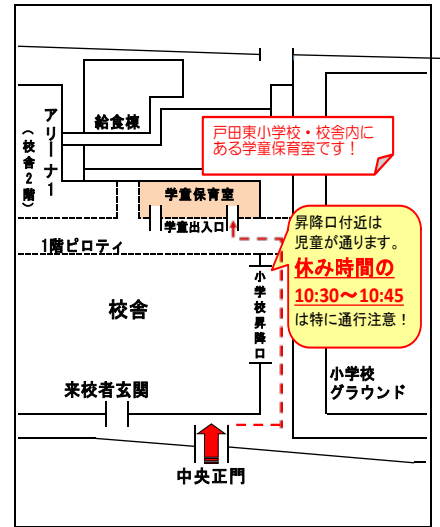 給食棟
アリーナ1
(校舎2階)
戸田東小学校・校舎内に
ある学童保育室です！
学童保育室
学童出入口
1階ピロティ
昇降口付近は
児童が通ります。
休み時間の
10:30～10:45
は特に通行注意！
小学校昇降口
校舎
小学校
グラウンド
来校者玄関
中央正門